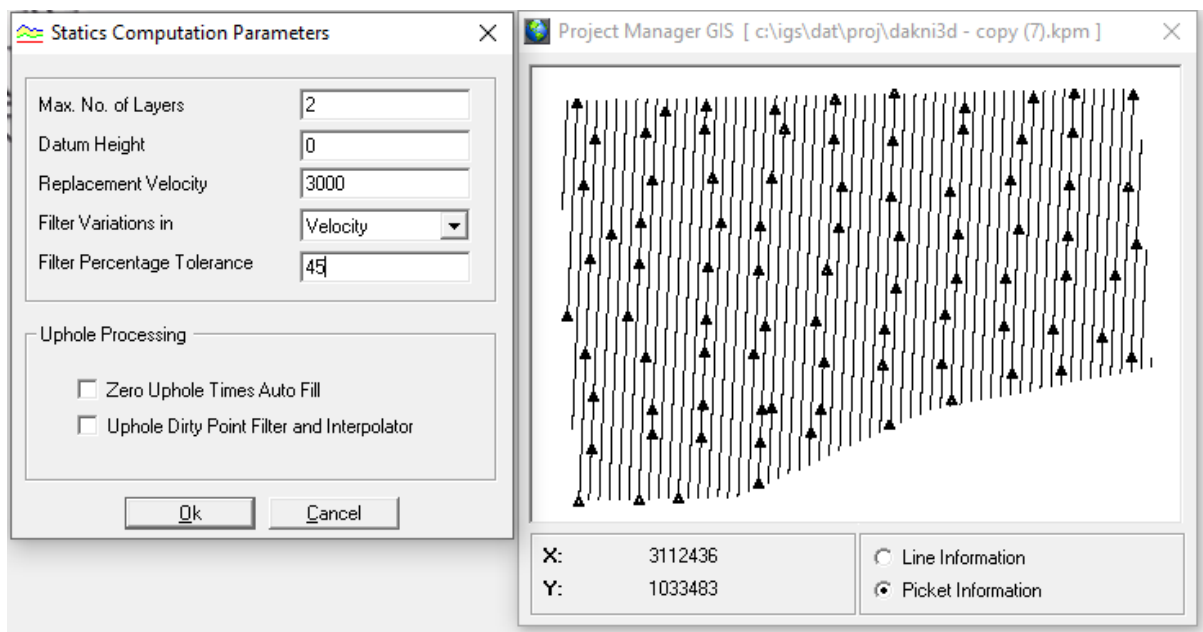 Statics Computation Parameters
Max. No. of Layers 2
Datum Height 0
Replacement Velocity 3000
Filter Variations in Velocity
Filter Percentage Tolerance 45
Uphole Processing
Zero Uphole Times Auto Fill
Uphole Dirty Point Filter and Interpolator
Ok Cancel
Project Manager GIS [ c:\igs\dat\proj\dakni3d - copy (7).kpm ]
X: 3112436
Y: 1033483
Line Information
Picket Information